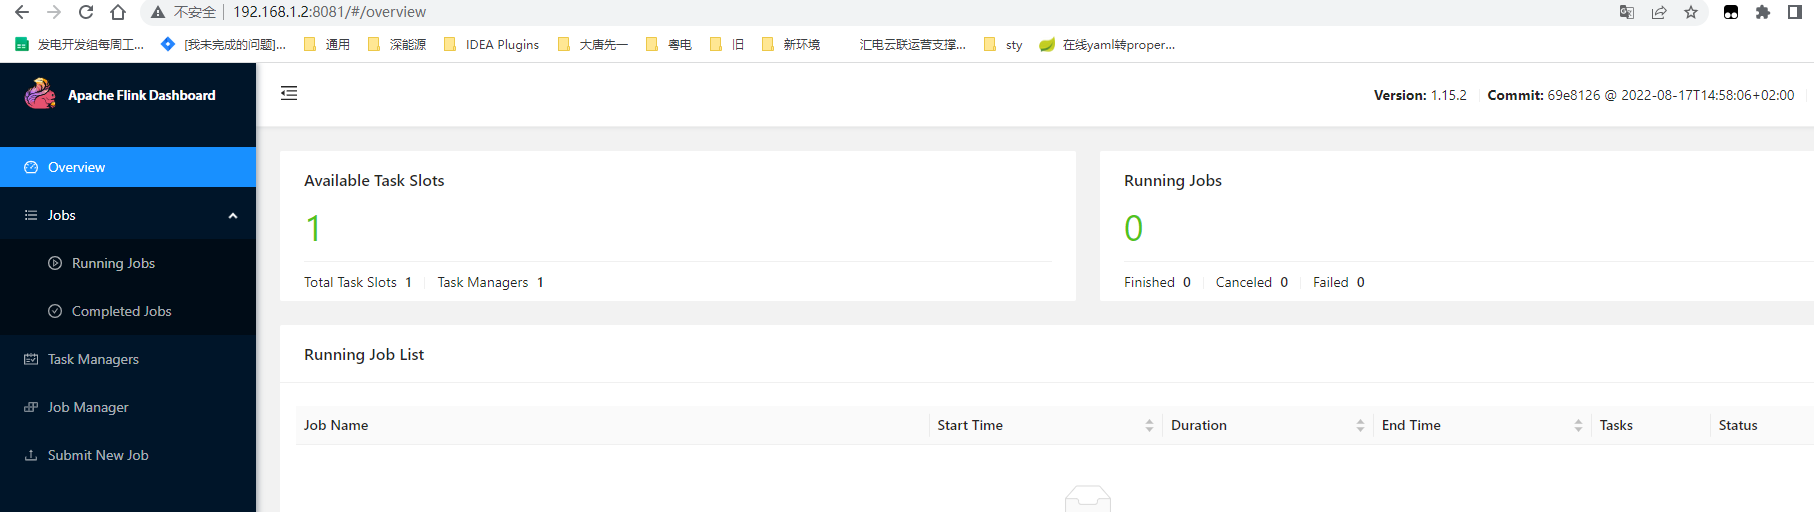 不安全 192.168.1.2:8081/#/overview
发电开发组每周工... [我未完成的问题]... 通用 深能源 IDEA Plugins 大唐先一 粤电 旧 新环境 汇电云联运营支撑... sty 在线yaml转proper...
Apache Flink Dashboard
Version: 1.15.2 Commit: 69e8126 @ 2022-08-17T14:58:06+02:00
Overview
Jobs
Running Jobs
Completed Jobs
Task Managers
Job Manager
Submit New Job
Available Task Slots
1
Total Task Slots 1 Task Managers 1
Running Jobs
0
Finished 0 Canceled 0 Failed 0
Running Job List
Job Name Start Time Duration End Time Tasks Status